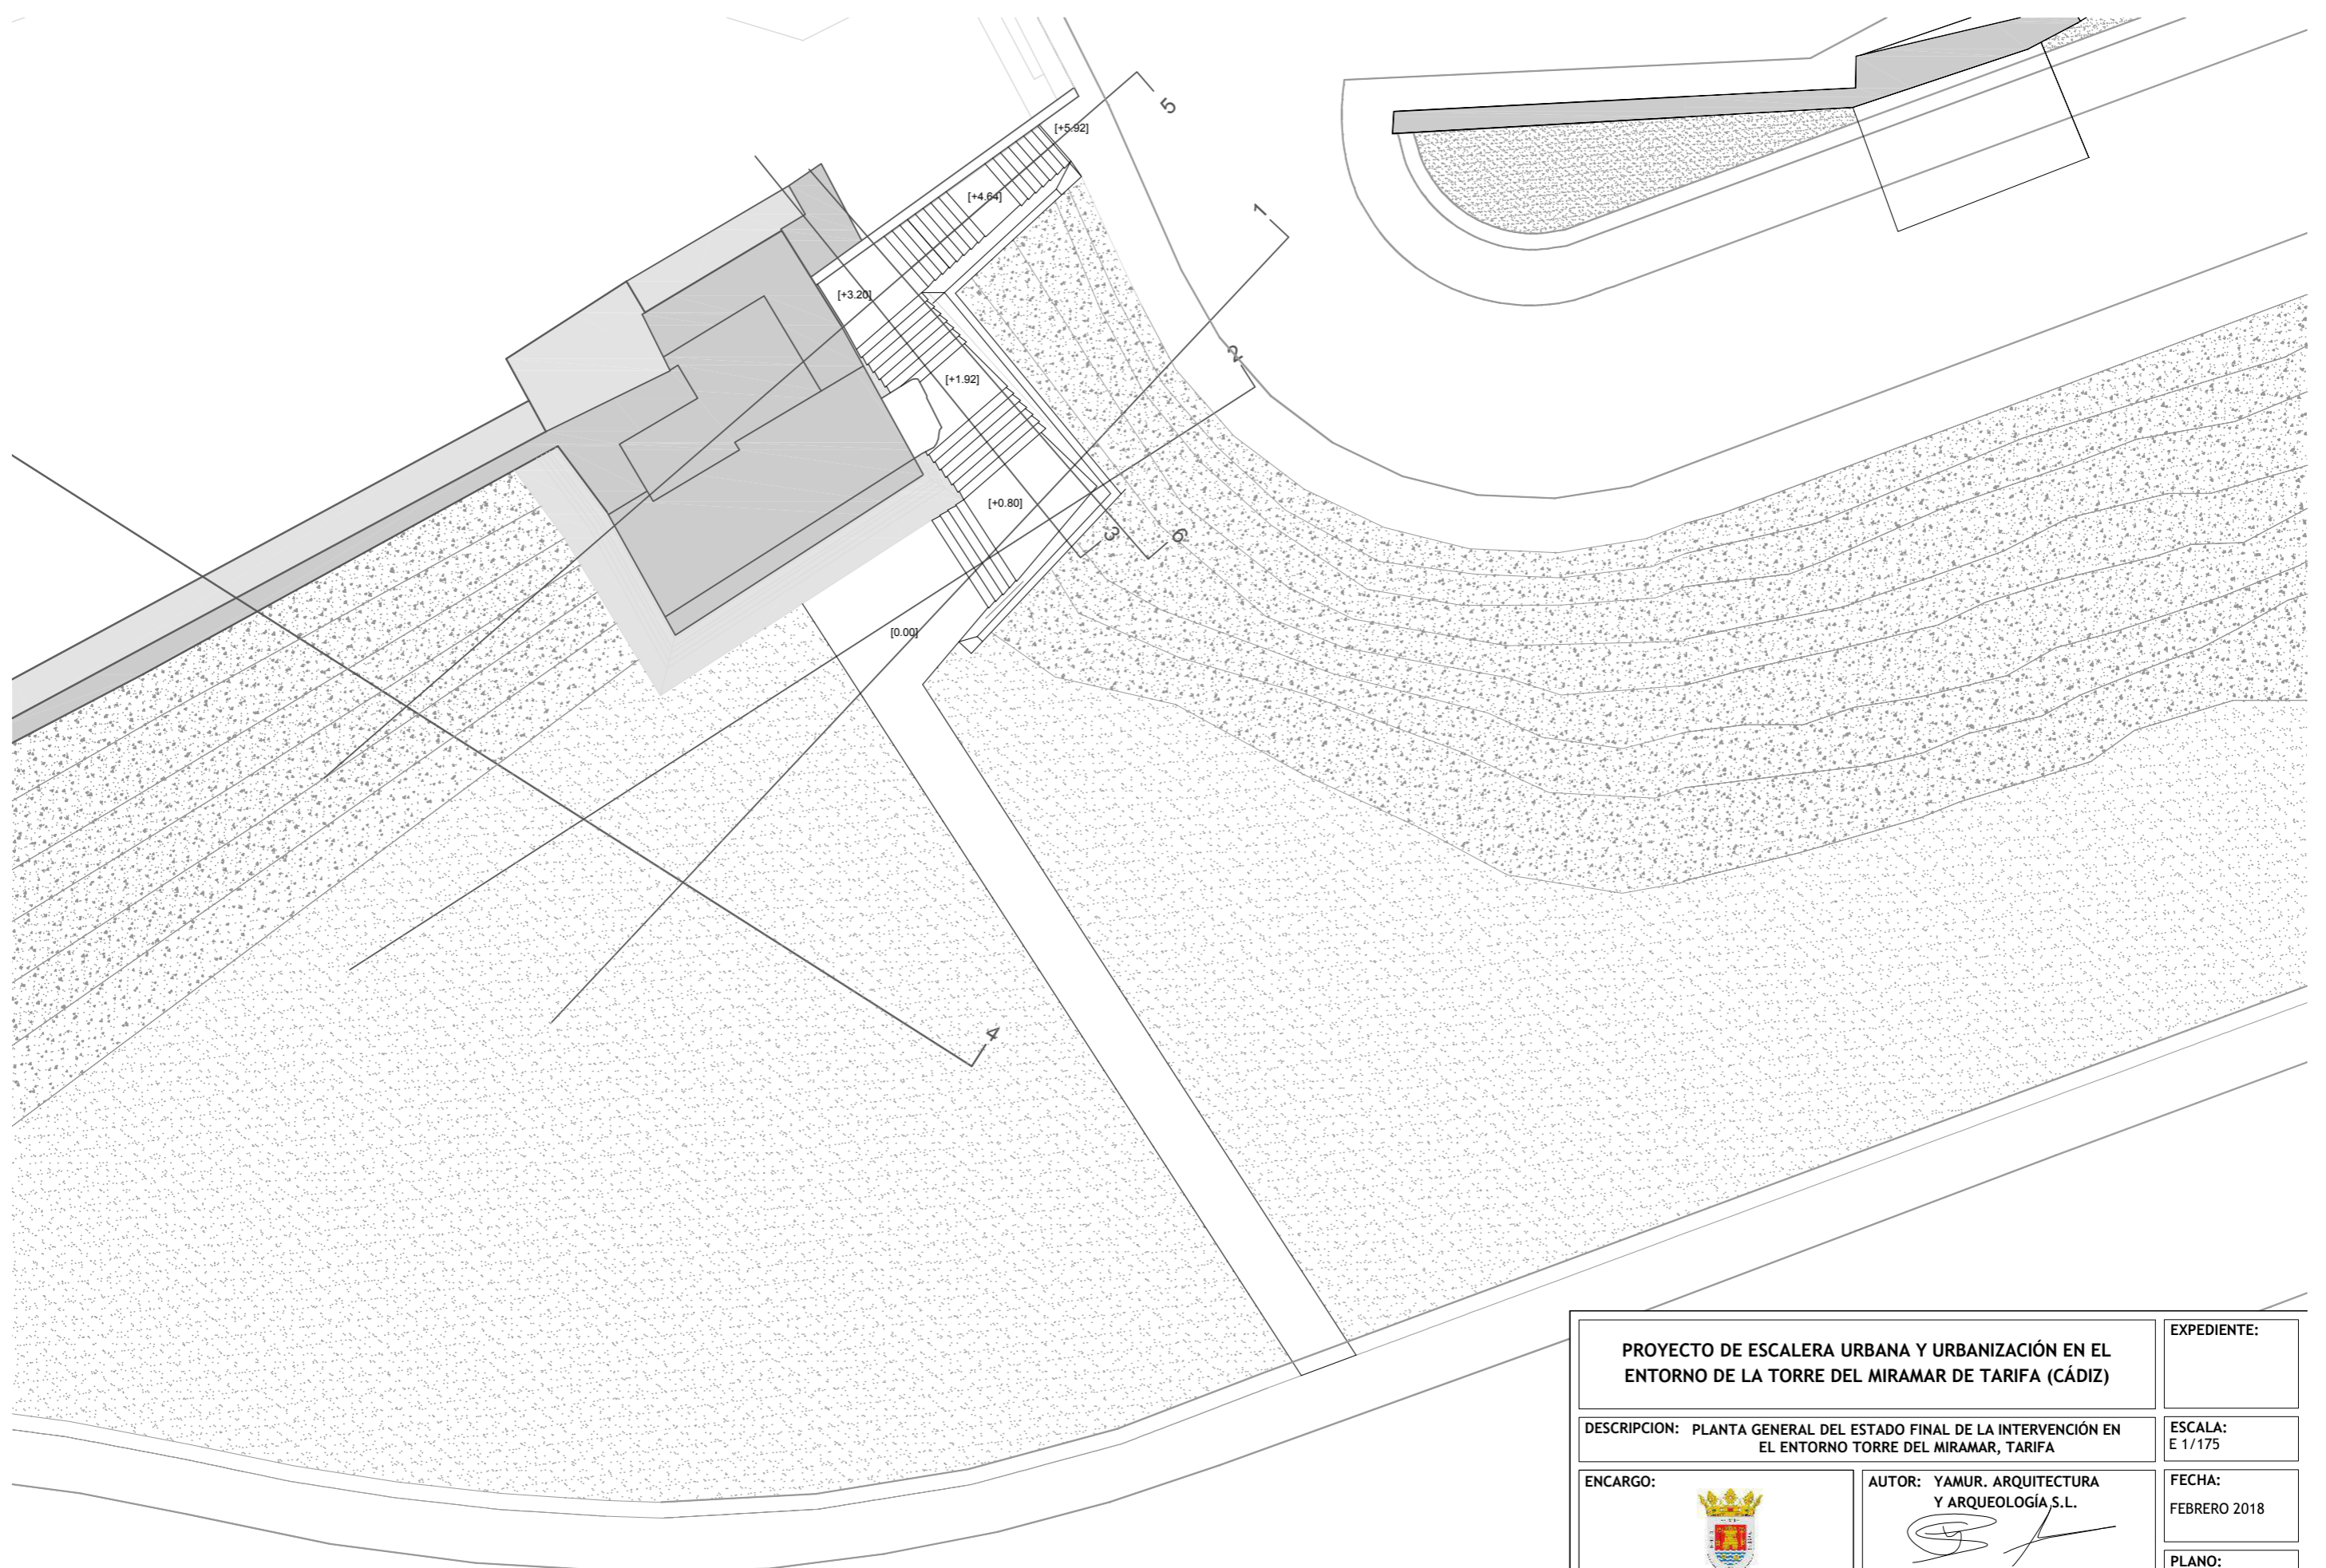 5
[+5.92]
[+4.64]
1
[+3.20]
2
[+1.92]
[+0.80]
3
6
[0.00]
4
PROYECTO DE ESCALERA URBANA Y URBANIZACIÓN EN EL
ENTORNO DE LA TORRE DEL MIRAMAR DE TARIFA (CÁDIZ)
EXPEDIENTE:
DESCRIPCION: PLANTA GENERAL DEL ESTADO FINAL DE LA INTERVENCIÓN EN
EL ENTORNO TORRE DEL MIRAMAR, TARIFA
ESCALA:
E 1/175
ENCARGO:
AUTOR: YAMUR. ARQUITECTURA
Y ARQUEOLOGÍA S.L.
FECHA:
FEBRERO 2018
PLANO: